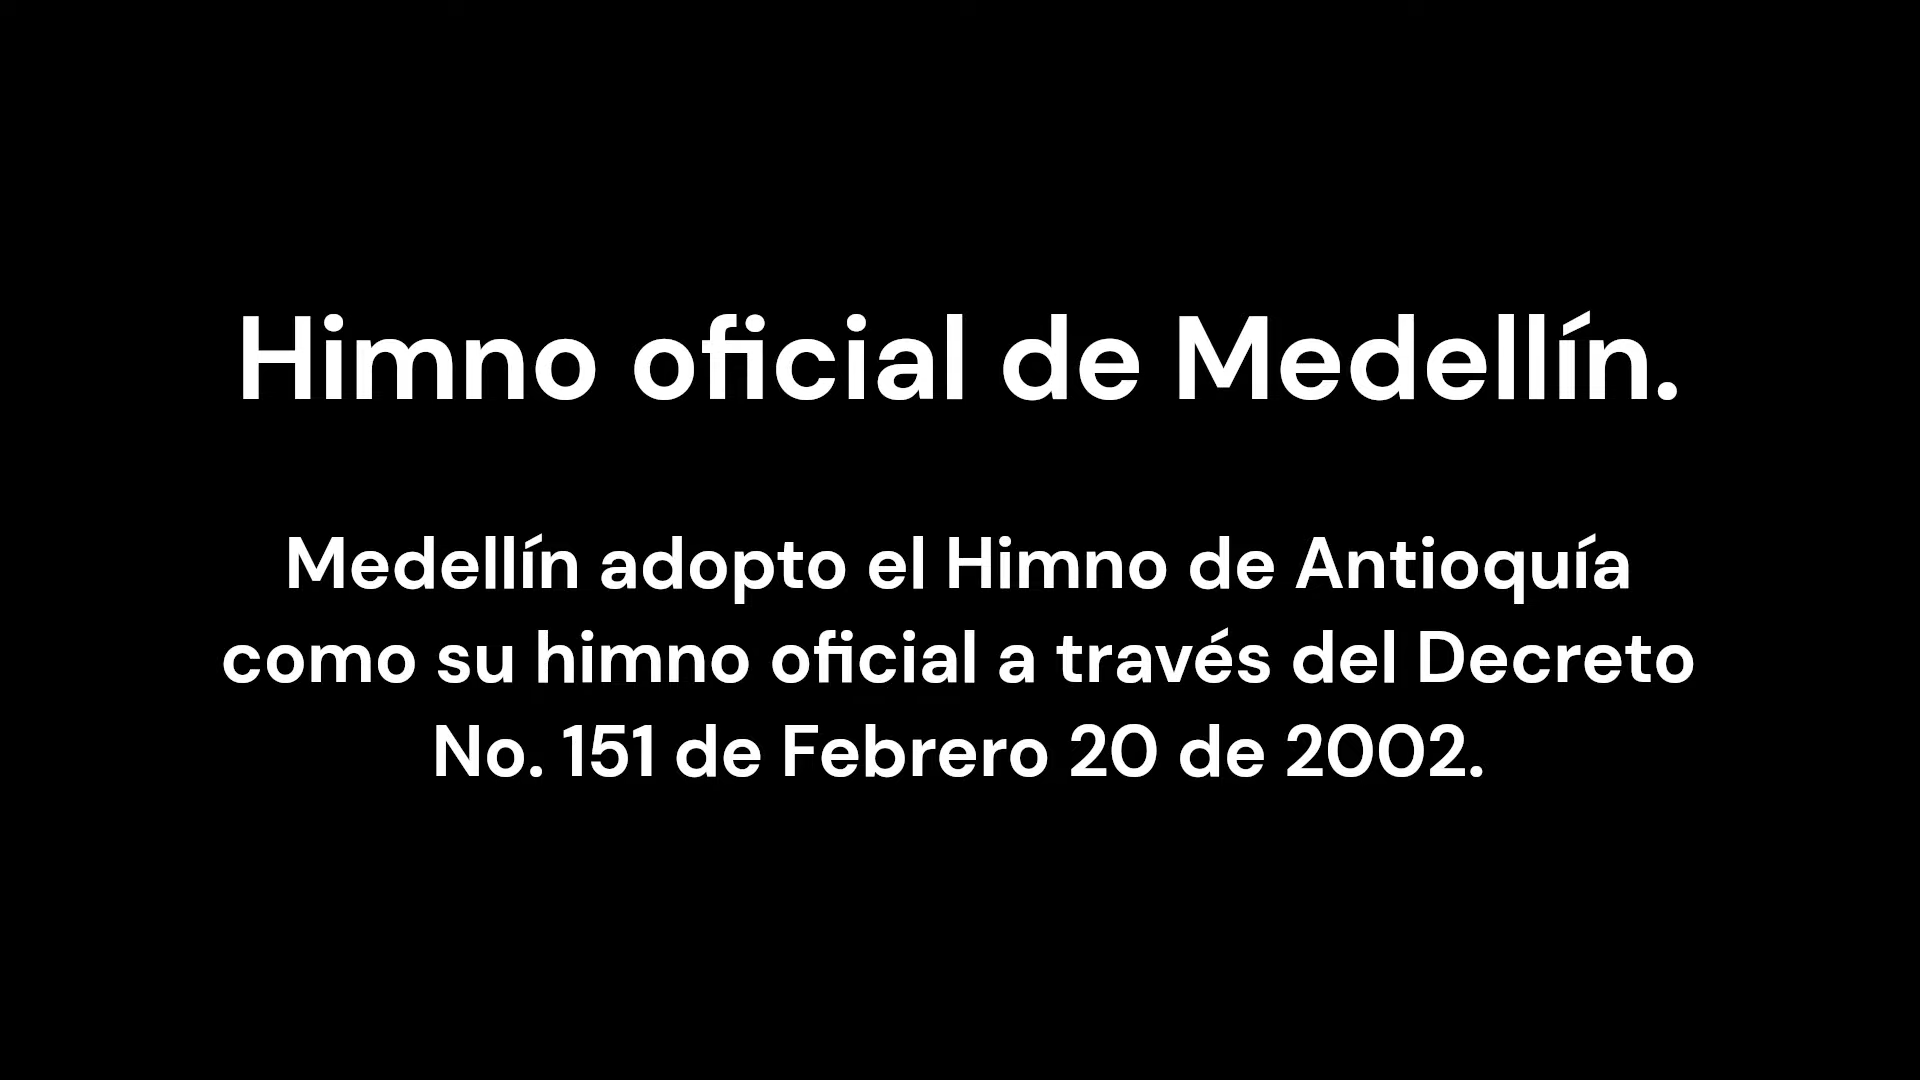 Himno oficial de Medellín.
Medellín adopto el Himno de Antioquía
como su himno oficial a través del Decreto
No. 151 de Febrero 20 de 2002.